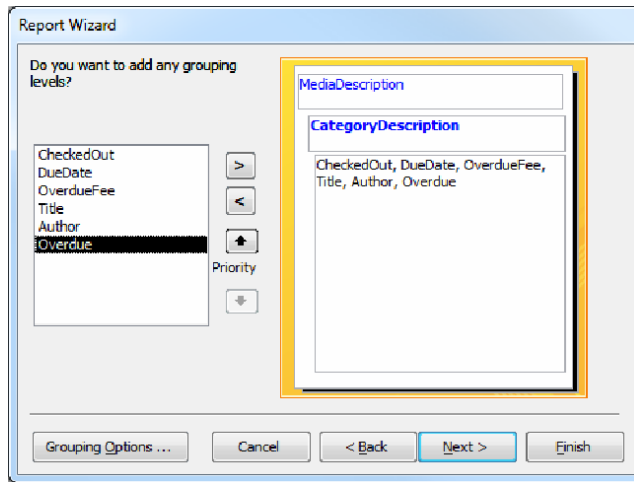 Report Wizard
Do you want to add any grouping
levels?
CheckedOut
DueDate
OverdueFee
Title
Author
Overdue
>
<
Priority
MediaDescription
CategoryDescription
CheckedOut, DueDate, OverdueFee,
Title, Author, Overdue
Grouping Options ...
Cancel
< Back
Next >
Finish